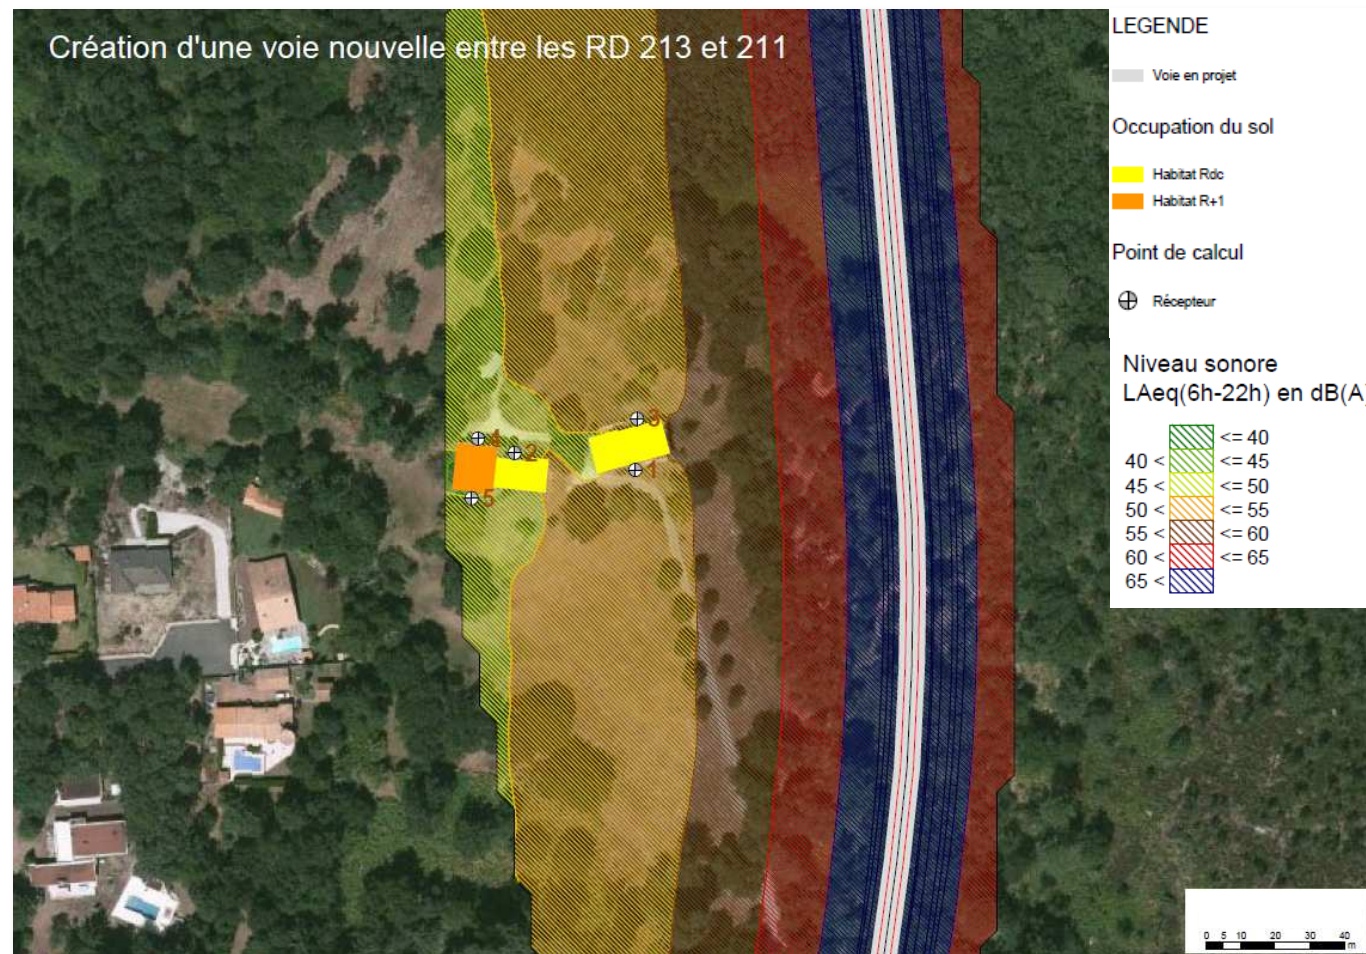 Création d'une voie nouvelle entre les RD 213 et 211
LEGENDE
Voie en projet
Occupation du sol
Habitat Rdc
Habitat R+1
Point de calcul
Récepteur
Niveau sonore
LAeq(6h-22h) en dB(A)
<= 40
40 < <= 45
45 < <= 50
50 < <= 55
55 < <= 60
60 < <= 65
65 <
3
4
2
1
5
0 5 10 20 30 40
m